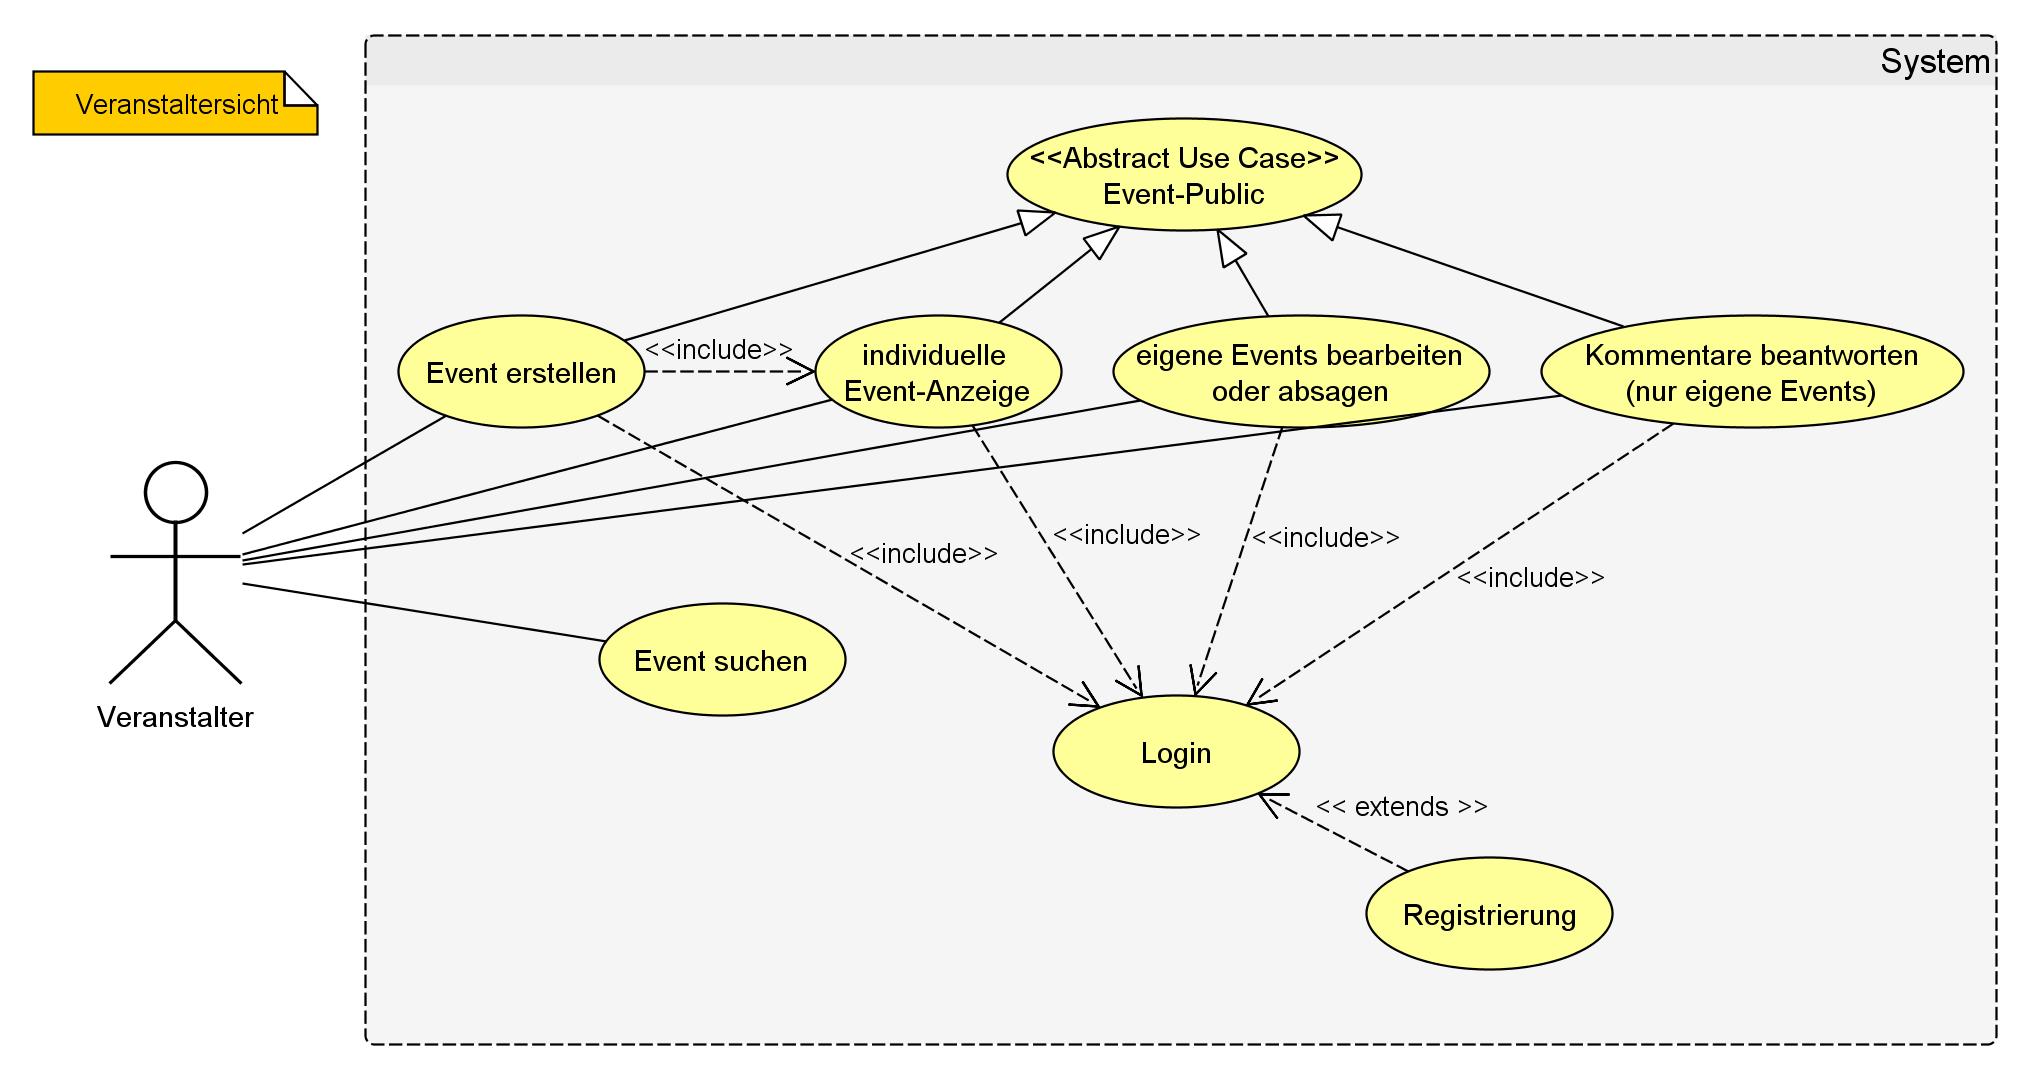 System
Veranstaltersicht
<<Abstract Use Case>>
Event-Public
<<include>>
Event erstellen
individuelle
Event-Anzeige
eigene Events bearbeiten
oder absagen
Kommentare beantworten
(nur eigene Events)
<<include>>
<<include>>
<<include>>
<<include>>
Event suchen
Veranstalter
Login
<< extends >>
Registrierung